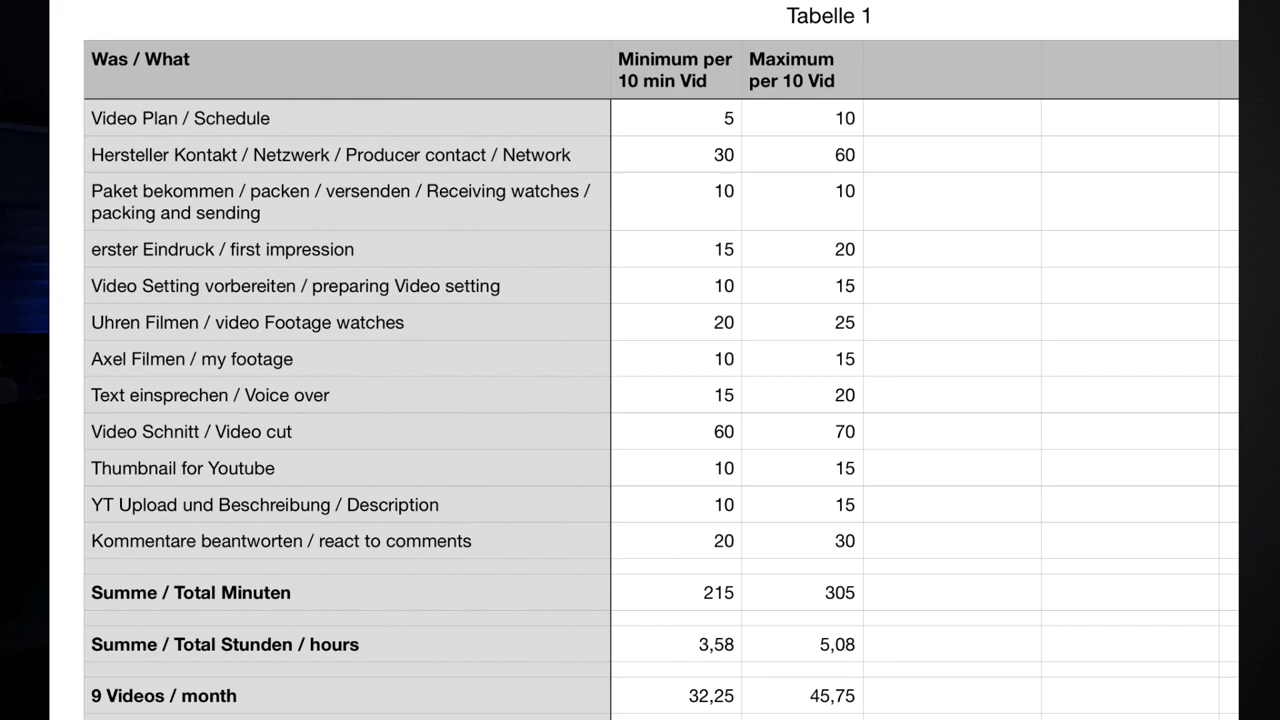 Tabelle 1
Was / What Minimum per 10 min Vid Maximum per 10 Vid
Video Plan / Schedule 5 10
Hersteller Kontakt / Netzwerk / Producer contact / Network 30 60
Paket bekommen / packen / versenden / Receiving watches / packing and sending 10 10
erster Eindruck / first impression 15 20
Video Setting vorbereiten / preparing Video setting 10 15
Uhren Filmen / video Footage watches 20 25
Axel Filmen / my footage 10 15
Text einsprechen / Voice over 15 20
Video Schnitt / Video cut 60 70
Thumbnail for Youtube 10 15
YT Upload und Beschreibung / Description 10 15
Kommentare beantworten / react to comments 20 30
Summe / Total Minuten 215 305
Summe / Total Stunden / hours 3,58 5,08
9 Videos / month 32,25 45,75